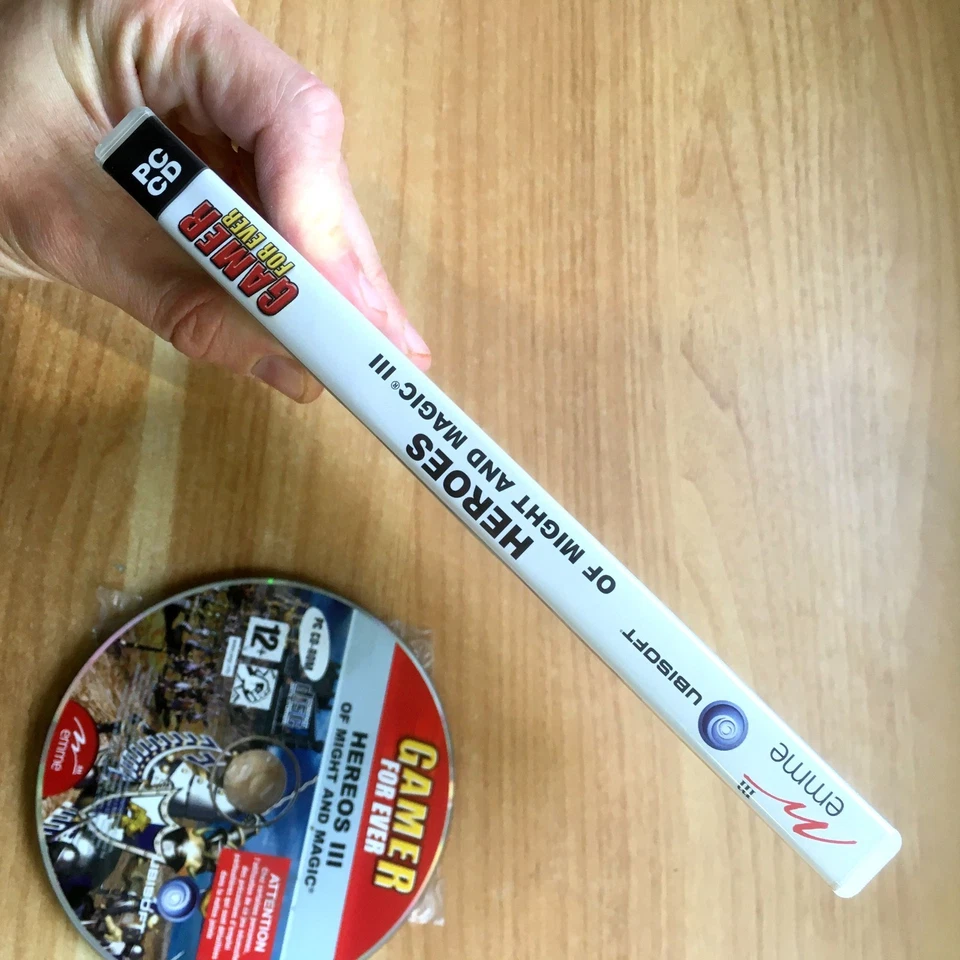 PC
CD
GAMER
FOR EVER
HEROES
OF MIGHT AND MAGIC® III
UBISOFT™
emme
PC CD-ROM
12+
GAMER
FOR EVER
HEREOS III
OF MIGHT AND MAGIC®
emme
UBISOFT
ATTENTION